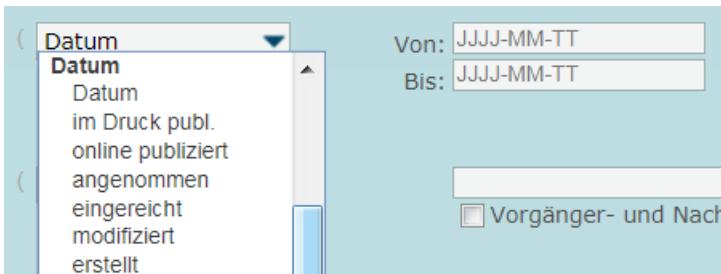 ( Datum
Von: JJJJ-MM-TT
Bis: JJJJ-MM-TT
Datum
Datum
im Druck publ.
online publiziert
angenommen
eingereicht
modifiziert
erstellt
(
Vorgänger- und